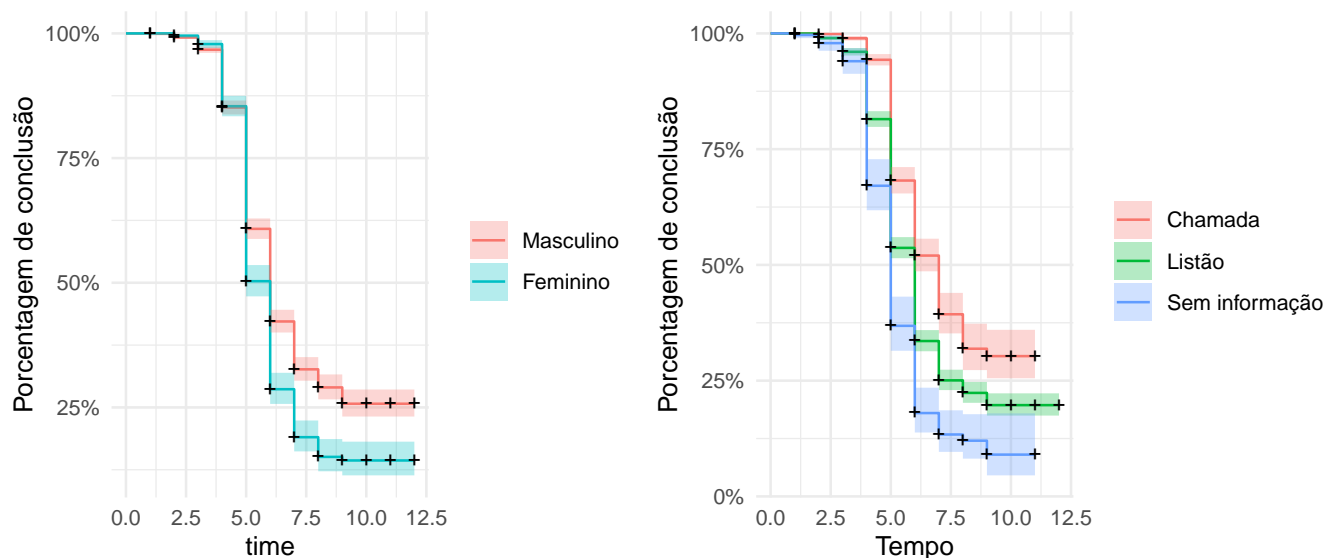 Porcentagem de conclusão
100%
75%
50%
25%
0.0 2.5 5.0 7.5 10.0 12.5
time
Masculino
Feminino
Porcentagem de conclusão
100%
75%
50%
25%
0%
0.0 2.5 5.0 7.5 10.0 12.5
Tempo
Chamada
Listão
Sem informação